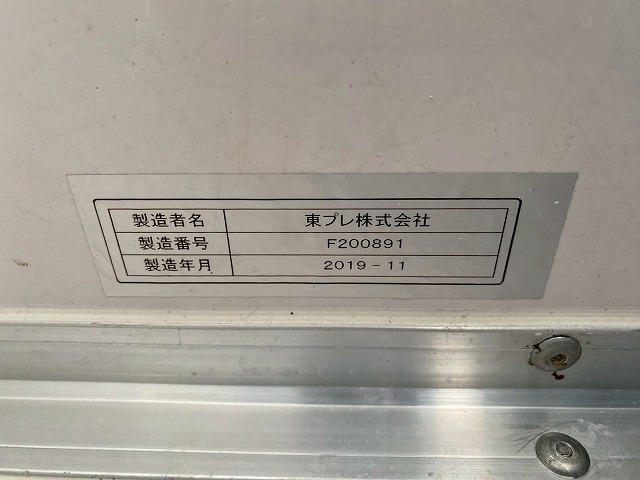 製造者名 東プレ株式会社
製造番号 F200891
製造年月 2019-11